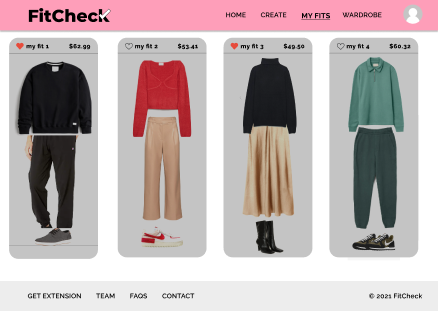 FitCheck
HOME CREATE MY FITS WARDROBE
my fit 1 $62.99
my fit 2 $53.41
my fit 3 $49.50
my fit 4 $60.32
GET EXTENSION TEAM FAQS CONTACT
© 2021 FitCheck